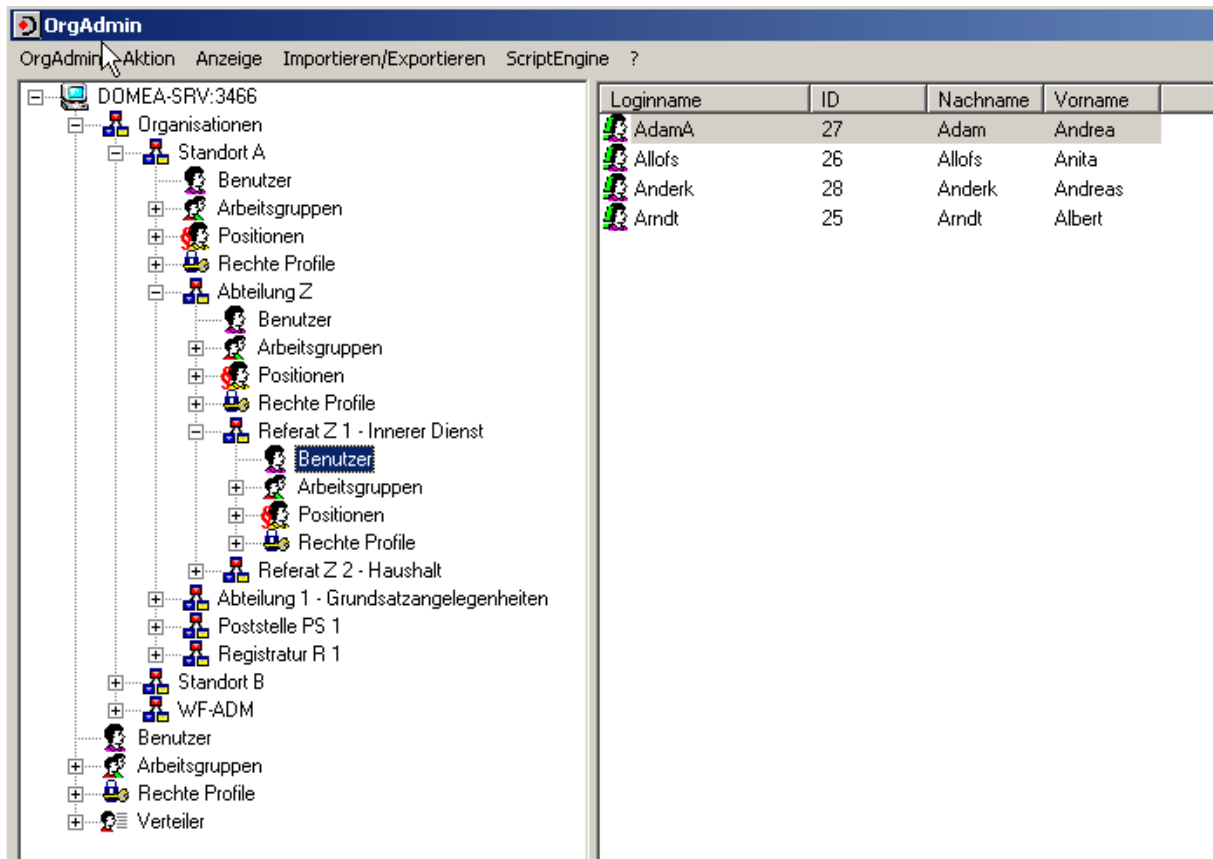 OrgAdmin
OrgAdmin Aktion Anzeige Importieren/Exportieren ScriptEngine ?
DOMEA-SRV:3466
Organisationen
Standort A
Benutzer
Arbeitsgruppen
Positionen
Rechte Profile
Abteilung Z
Benutzer
Arbeitsgruppen
Positionen
Rechte Profile
Referat Z 1 - Innerer Dienst
Benutzer
Arbeitsgruppen
Positionen
Rechte Profile
Referat Z 2 - Haushalt
Abteilung 1 - Grundsatzangelegenheiten
Poststelle PS 1
Registratur R 1
Standort B
WF-ADM
Benutzer
Arbeitsgruppen
Rechte Profile
Verteiler
Loginname ID Nachname Vorname
AdamA 27 Adam Andrea
Allofs 26 Allofs Anita
Anderk 28 Anderk Andreas
Arndt 25 Arndt Albert